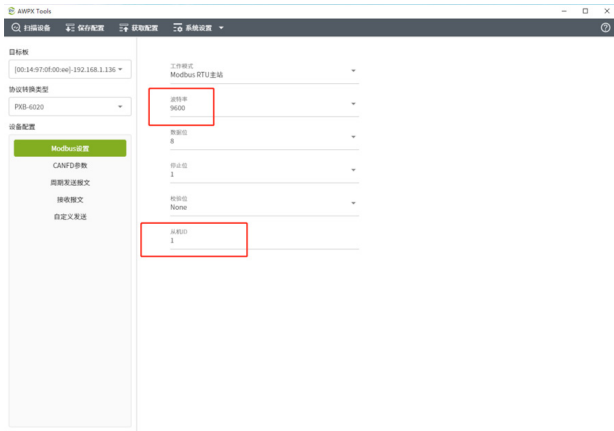 AWPX Tools
扫描设备 保存配置 获取配置 系统设置
目标板
[00:14:97:0f:00:ee]-192.168.1.136
协议转换类型
PXB-6020
设备配置
Modbus设置
CANFD参数
周期发送报文
接收报文
自定义发送
工作模式
Modbus RTU主站
波特率
9600
数据位
8
停止位
1
校验位
None
从机ID
1